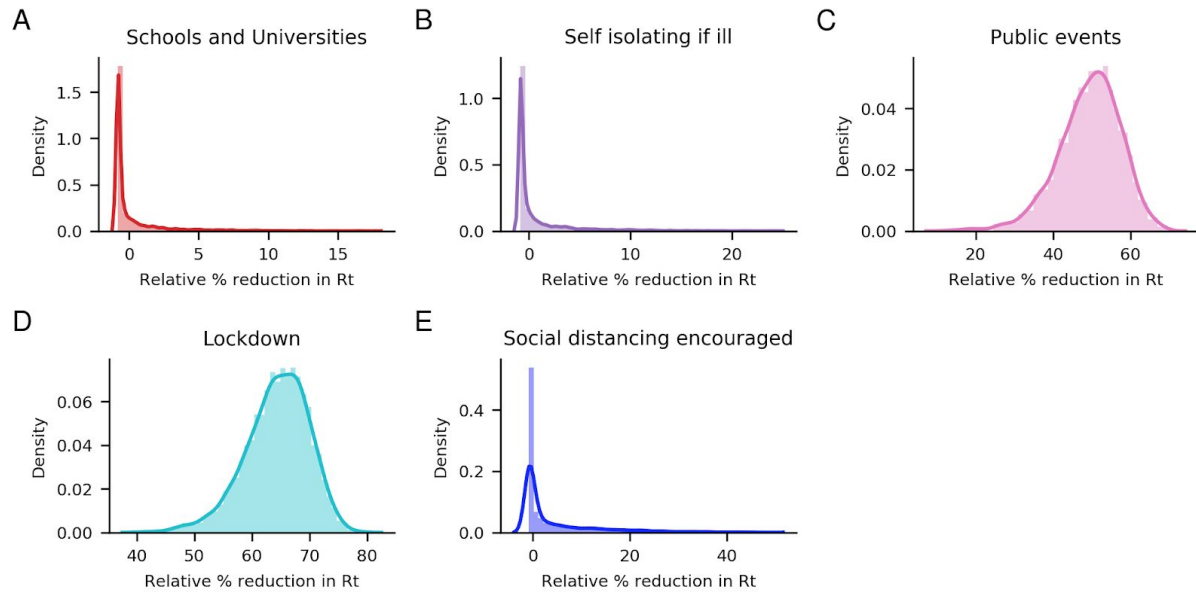 A
Schools and Universities
1.5
1.0
0.5
0.0
Density
0
5
10
15
Relative % reduction in Rt
B
Self isolating if ill
1.0
0.5
0.0
Density
0
10
20
Relative % reduction in Rt
C
Public events
0.04
0.02
0.00
Density
20
40
60
Relative % reduction in Rt
D
Lockdown
0.06
0.04
0.02
0.00
Density
40
50
60
70
80
Relative % reduction in Rt
E
Social distancing encouraged
0.4
0.2
0.0
Density
0
20
40
Relative % reduction in Rt